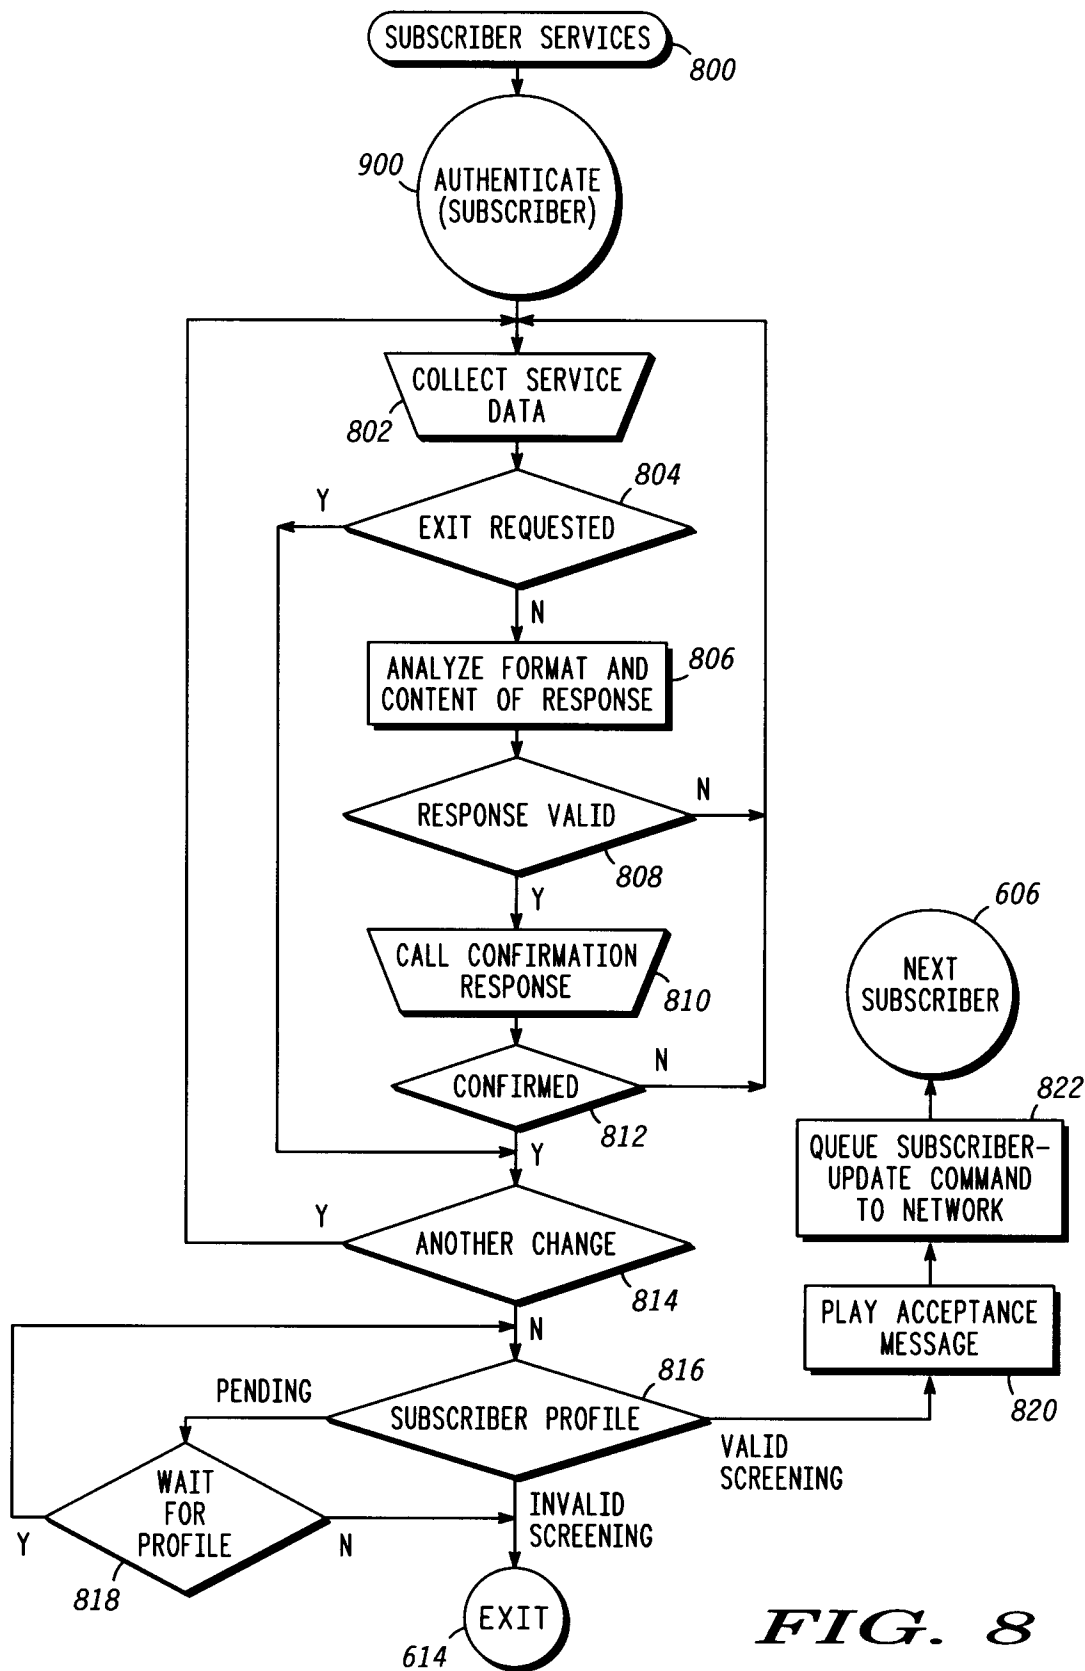 SUBSCRIBER SERVICES
800
900
AUTHENTICATE
(SUBSCRIBER)
COLLECT SERVICE
DATA
802
804
Y
EXIT REQUESTED
N
806
ANALYZE FORMAT AND
CONTENT OF RESPONSE
RESPONSE VALID
N
808
Y
CALL CONFIRMATION
RESPONSE
810
606
NEXT
SUBSCRIBER
CONFIRMED
N
812
Y
822
QUEUE SUBSCRIBER-
UPDATE COMMAND
TO NETWORK
Y
ANOTHER CHANGE
814
N
PLAY ACCEPTANCE
MESSAGE
820
816
PENDING
SUBSCRIBER PROFILE
VALID
SCREENING
WAIT
FOR
PROFILE
Y
N
818
INVALID
SCREENING
EXIT
614
FIG. 8